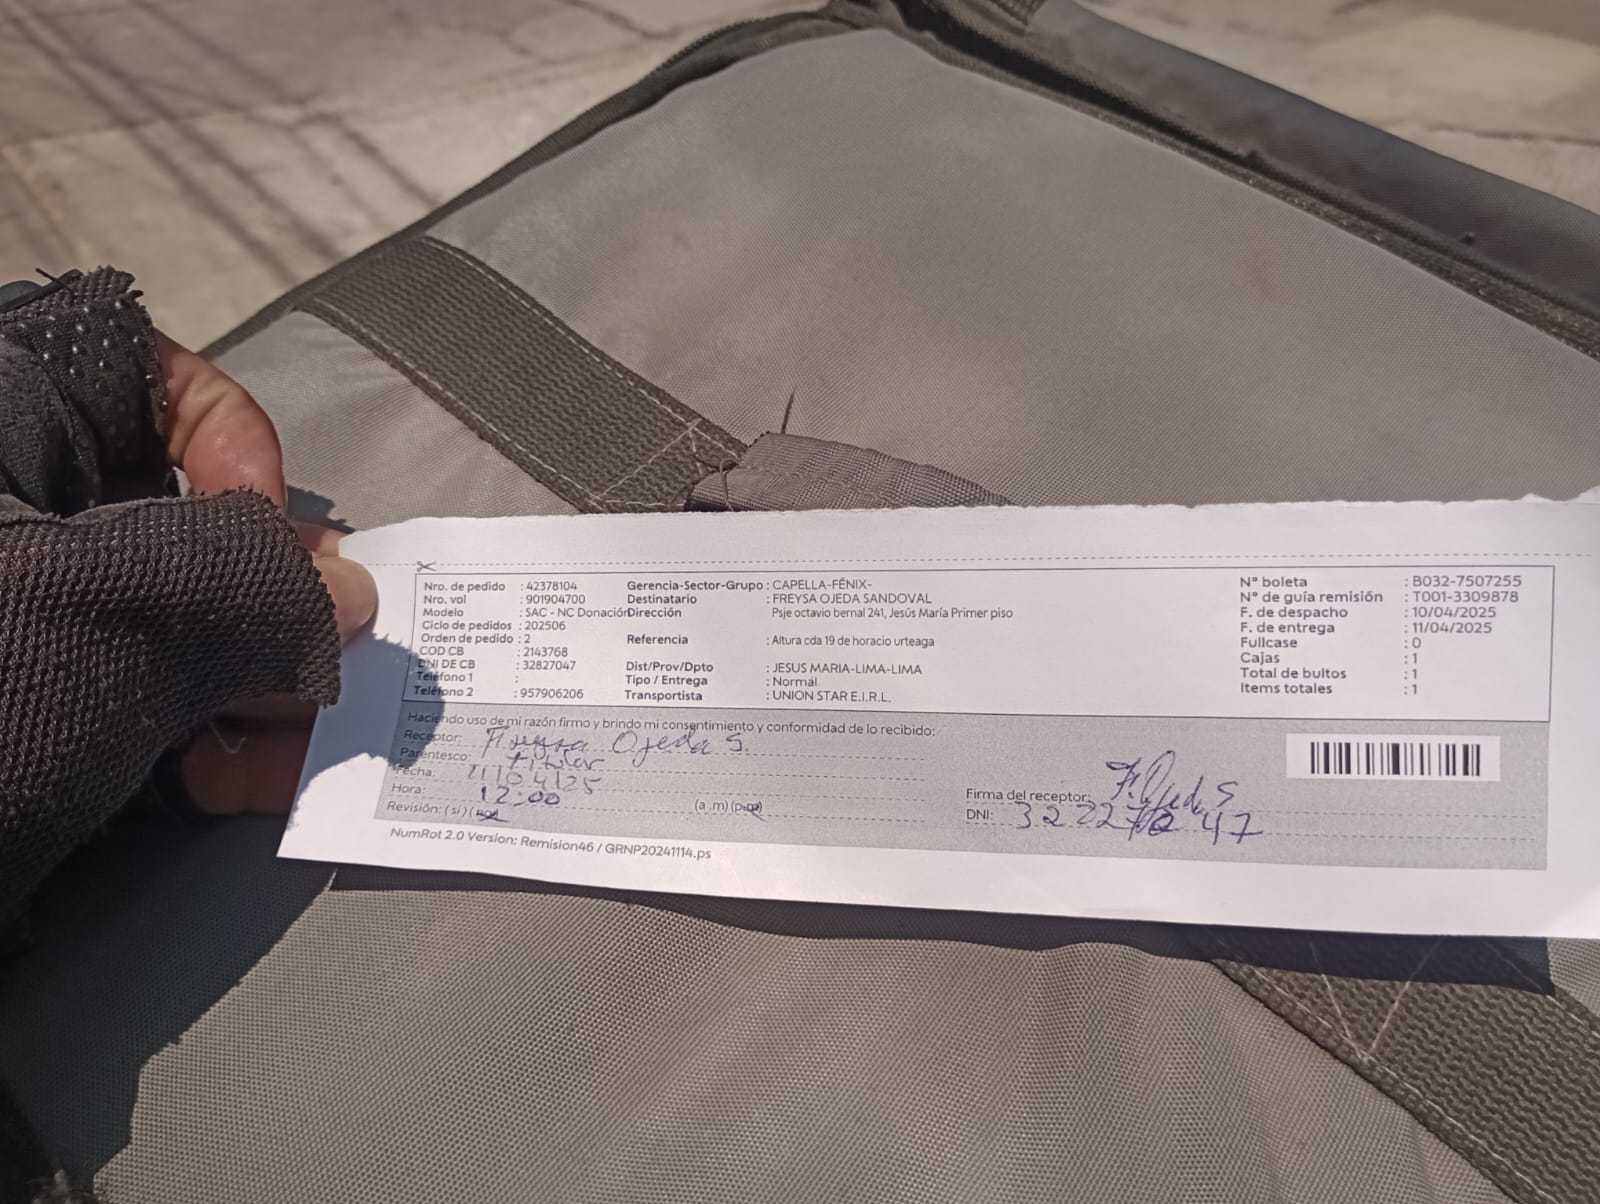 Nro. de pedido : 42378104
Nro. vol : 901904700
Modelo : SAC - NC Donación
Ciclo de pedidos : 202506
Orden de pedido : 2
COD CB : 2143768
DNI DE CB : 32827047
Teléfono 1 :
Teléfono 2 : 957906206
Gerencia-Sector-Grupo : CAPELLA-FÉNIX-
Destinatario : FREYSA OJEDA SANDOVAL
Dirección Psje octavio bernal 241, Jesús María Primer piso
Referencia : Altura cda 19 de horacio urteaga
Dist/Prov/Dpto : JESUS MARIA-LIMA-LIMA
Tipo / Entrega : Normal
Transportista : UNION STAR E.I.R.L.
N° boleta : B032-7507255
N° de guía remisión : T001-3309878
F. de despacho : 10/04/2025
F. de entrega : 11/04/2025
Fullcase : 0
Cajas : 1
Total de bultos : 1
Items totales : 1
Haciendo uso de mi razón firmo y brindo mi consentimiento y conformidad de lo recibido:
Receptor: Freysa Ojeda S.
Parentesco: titular
Fecha: 11/04/25
Hora: 12:00 (a .m) (p.
Revisión: ( si ) (
Firma del receptor: F. Ojeda S
DNI:
NumRot 2.0 Version: Remision46 / GRNP20241114.ps